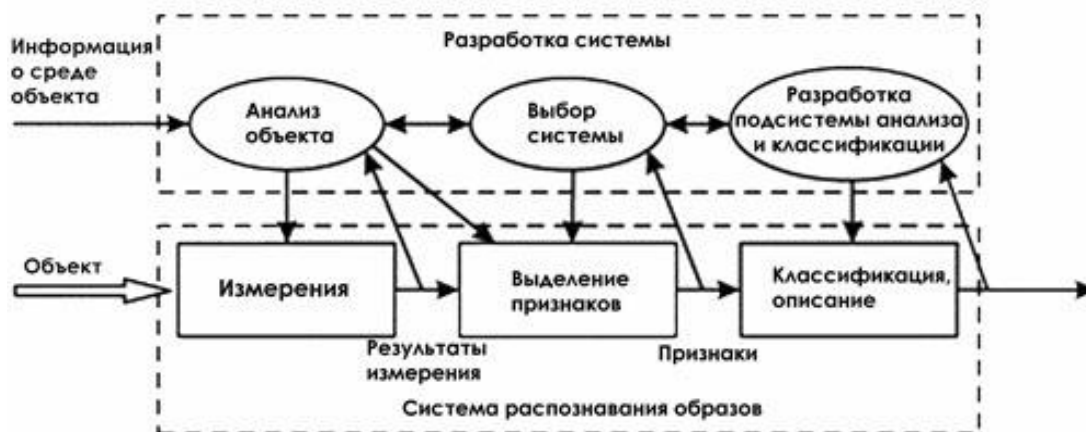 Разработка системы
Информация
о среде
объекта
Анализ
объекта
Выбор
системы
Разработка
подсистемы анализа
и классификации
Объект
Измерения
Выделение
признаков
Классификация,
описание
Результаты
измерения
Признаки
Система распознавания образов